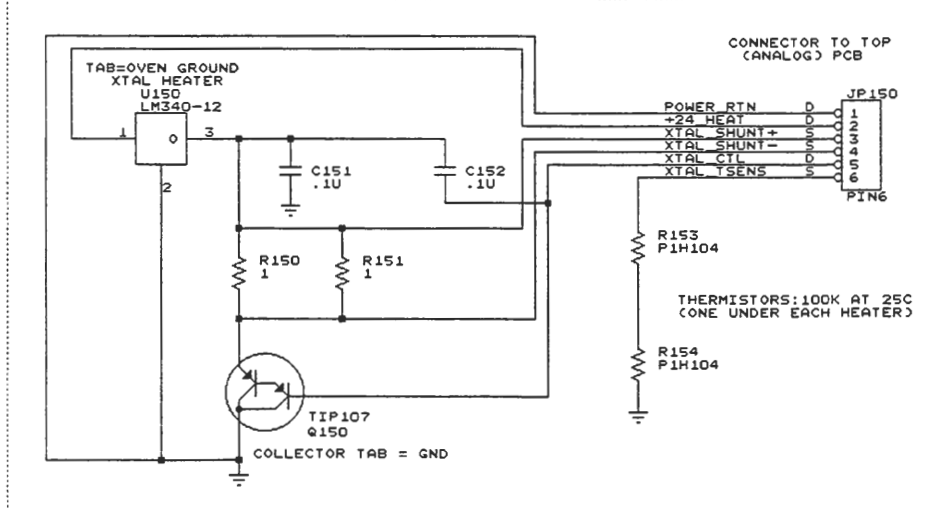 CONNECTOR TO TOP
(ANALOG) PCB
TAB=OVEN GROUND
XTAL HEATER
U150
LM340-12
1
O
3
2
JP150
POWER_RTN D 1
+24_HEAT D 2
XTAL_SHUNT+ S 3
XTAL_SHUNT- S 4
XTAL_CTL D 5
XTAL_TSENS S 6
PIN6
C151
.1U
C152
.1U
R150
1
R151
1
R153
P1H104
THERMISTORS:100K AT 25C
(ONE UNDER EACH HEATER)
R154
P1H104
TIP107
Q150
COLLECTOR TAB = GND